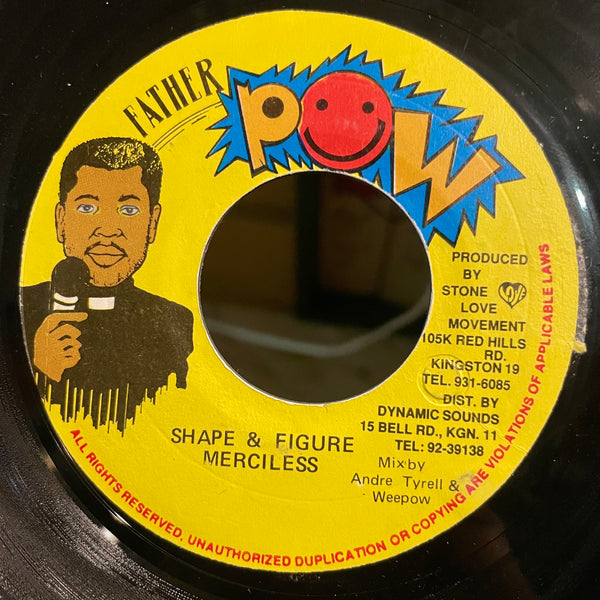 FATHER
POW
PRODUCED
BY
STONE
LOVE
MOVEMENT
105K RED HILLS
RD.
KINGSTON 19
TEL. 931-6085
DIST. BY
DYNAMIC SOUNDS
15 BELL RD., KGN. 11
TEL: 92-39138
Mix by
Andre Tyrell &
Weepow
SHAPE & FIGURE
MERCILESS
ALL RIGHTS RESERVED, UNAUTHORIZED DUPLICATION OR COPYING ARE VIOLATIONS OF APPLICABLE LAWS